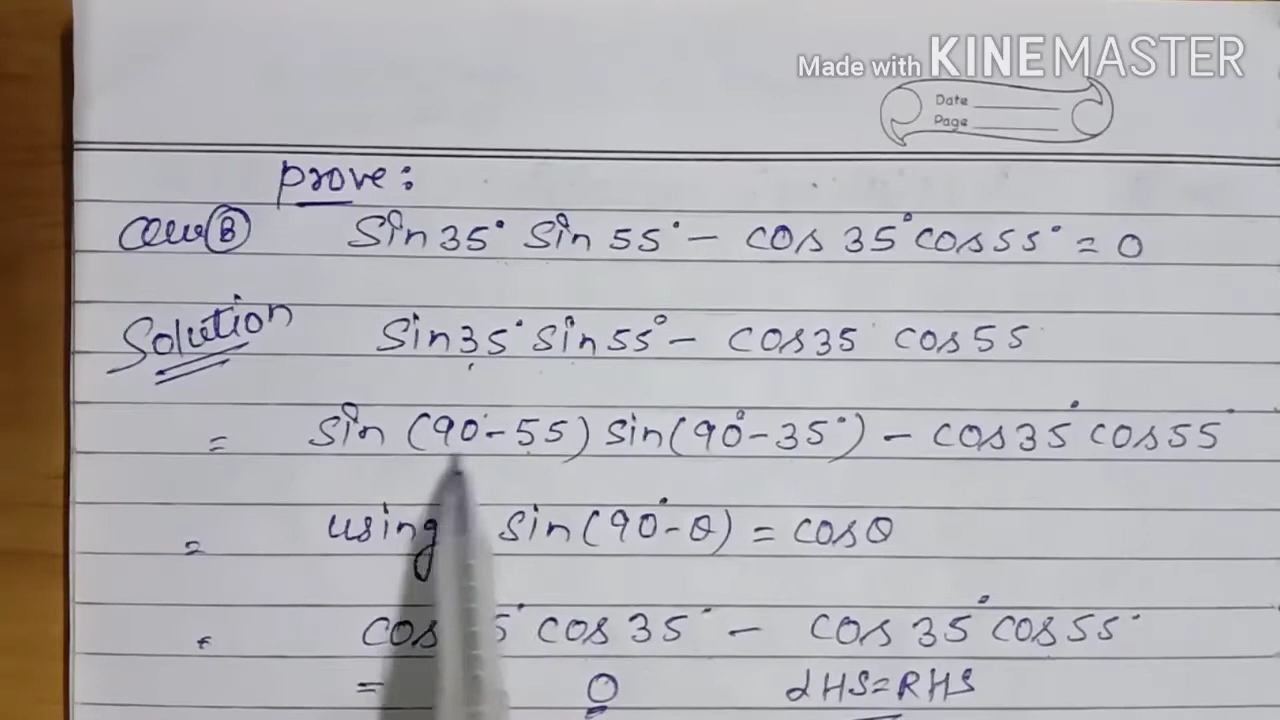 Made with KINEMASTER
Date
Page
Prove:
(B) Sin 35° Sin 55° - cos 35° cos 55° = 0
Solution Sin 35° Sin 55° - cos 35 cos 55
= Sin (90° - 55) Sin (90° - 35°) - cos 35° cos 55°
= using Sin (90° - θ) = cos θ
cos 5° cos 35° - cos 35° cos 55°
= 0 LHS = RHS